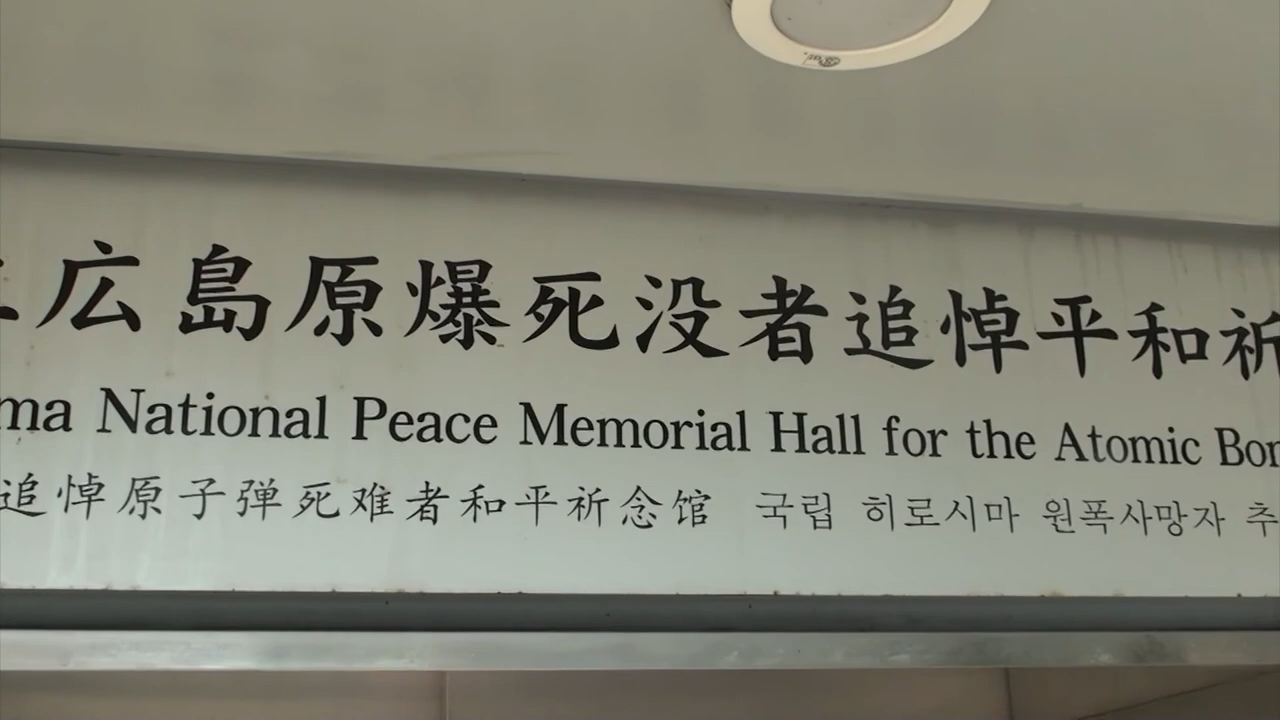 広島原爆死没者追悼平和祈
ma National Peace Memorial Hall for the Atomic Bom
追悼原子弹死难者和平祈念馆 국립 히로시마 원폭사망자 추